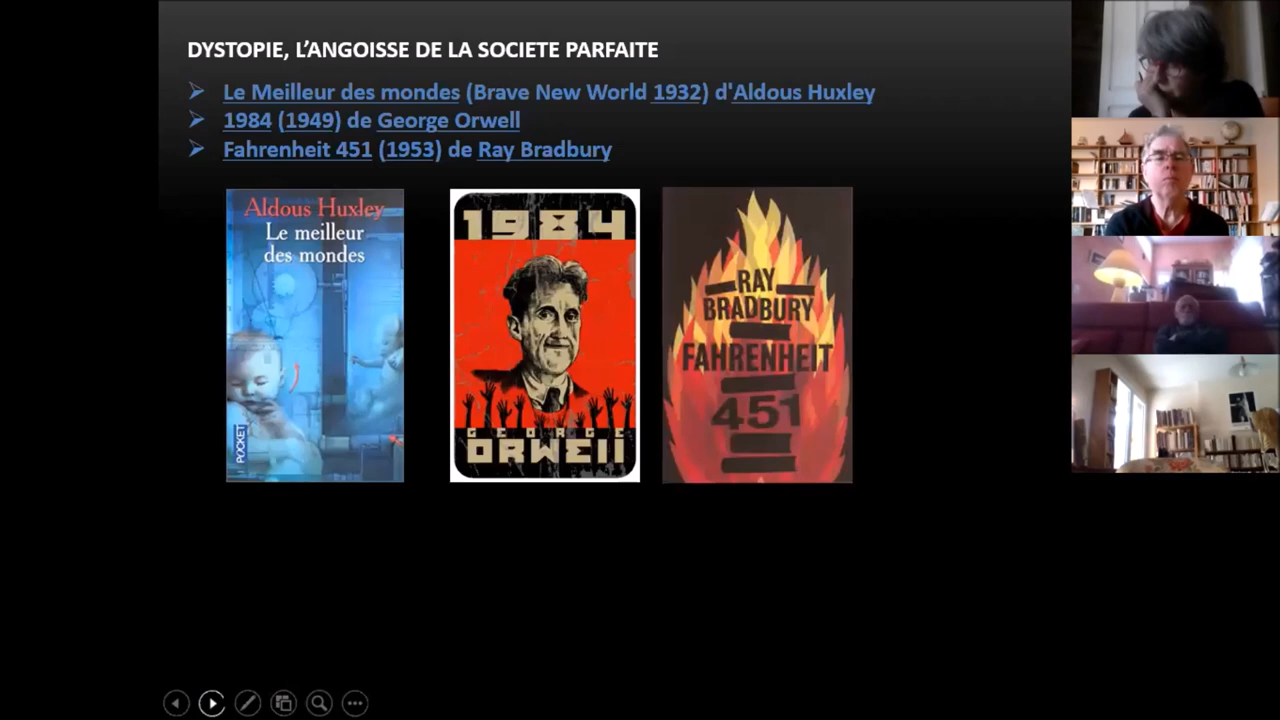 DYSTOPIE, L'ANGOISSE DE LA SOCIETE PARFAITE
Le Meilleur des mondes (Brave New World 1932) d'Aldous Huxley
1984 (1949) de George Orwell
Fahrenheit 451 (1953) de Ray Bradbury
Aldous Huxley
Le meilleur
des mondes
POCKET
1984
GEORGE
ORWEll
RAY
BRADBURY
FAHRENHEIT
451